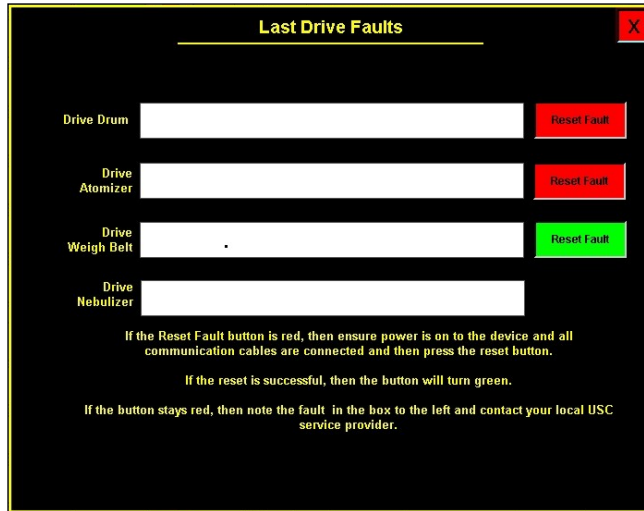 Last Drive Faults
X
Drive Drum
Reset Fault
Drive
Atomizer
Reset Fault
Drive
Weigh Belt
Reset Fault
Drive
Nebulizer
If the Reset Fault button is red, then ensure power is on to the device and all
communication cables are connected and then press the reset button.
If the reset is successful, then the button will turn green.
If the button stays red, then note the fault in the box to the left and contact your local USC
service provider.